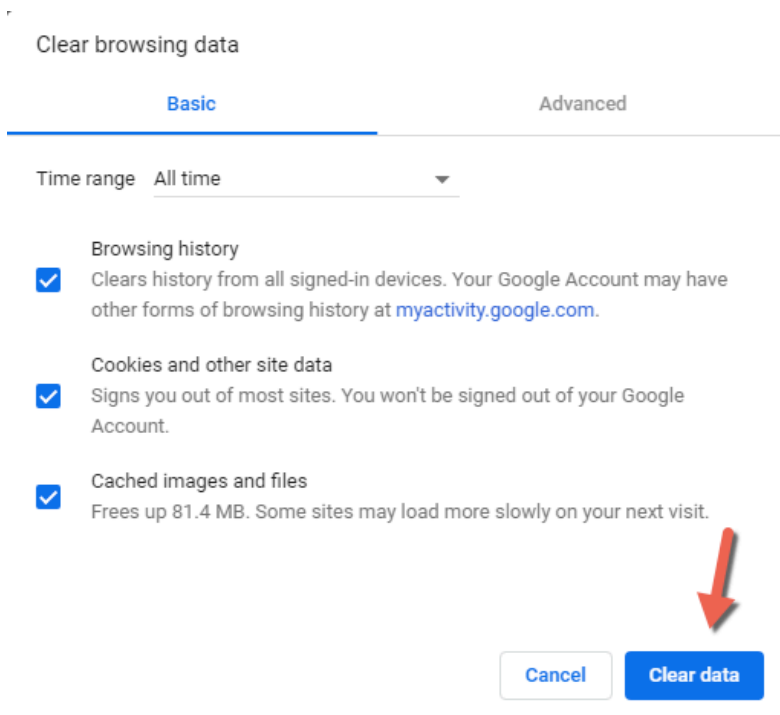 Clear browsing data
Basic
Advanced
Time range All time
Browsing history
Clears history from all signed-in devices. Your Google Account may have
other forms of browsing history at myactivity.google.com.
Cookies and other site data
Signs you out of most sites. You won't be signed out of your Google
Account.
Cached images and files
Frees up 81.4 MB. Some sites may load more slowly on your next visit.
Cancel
Clear data